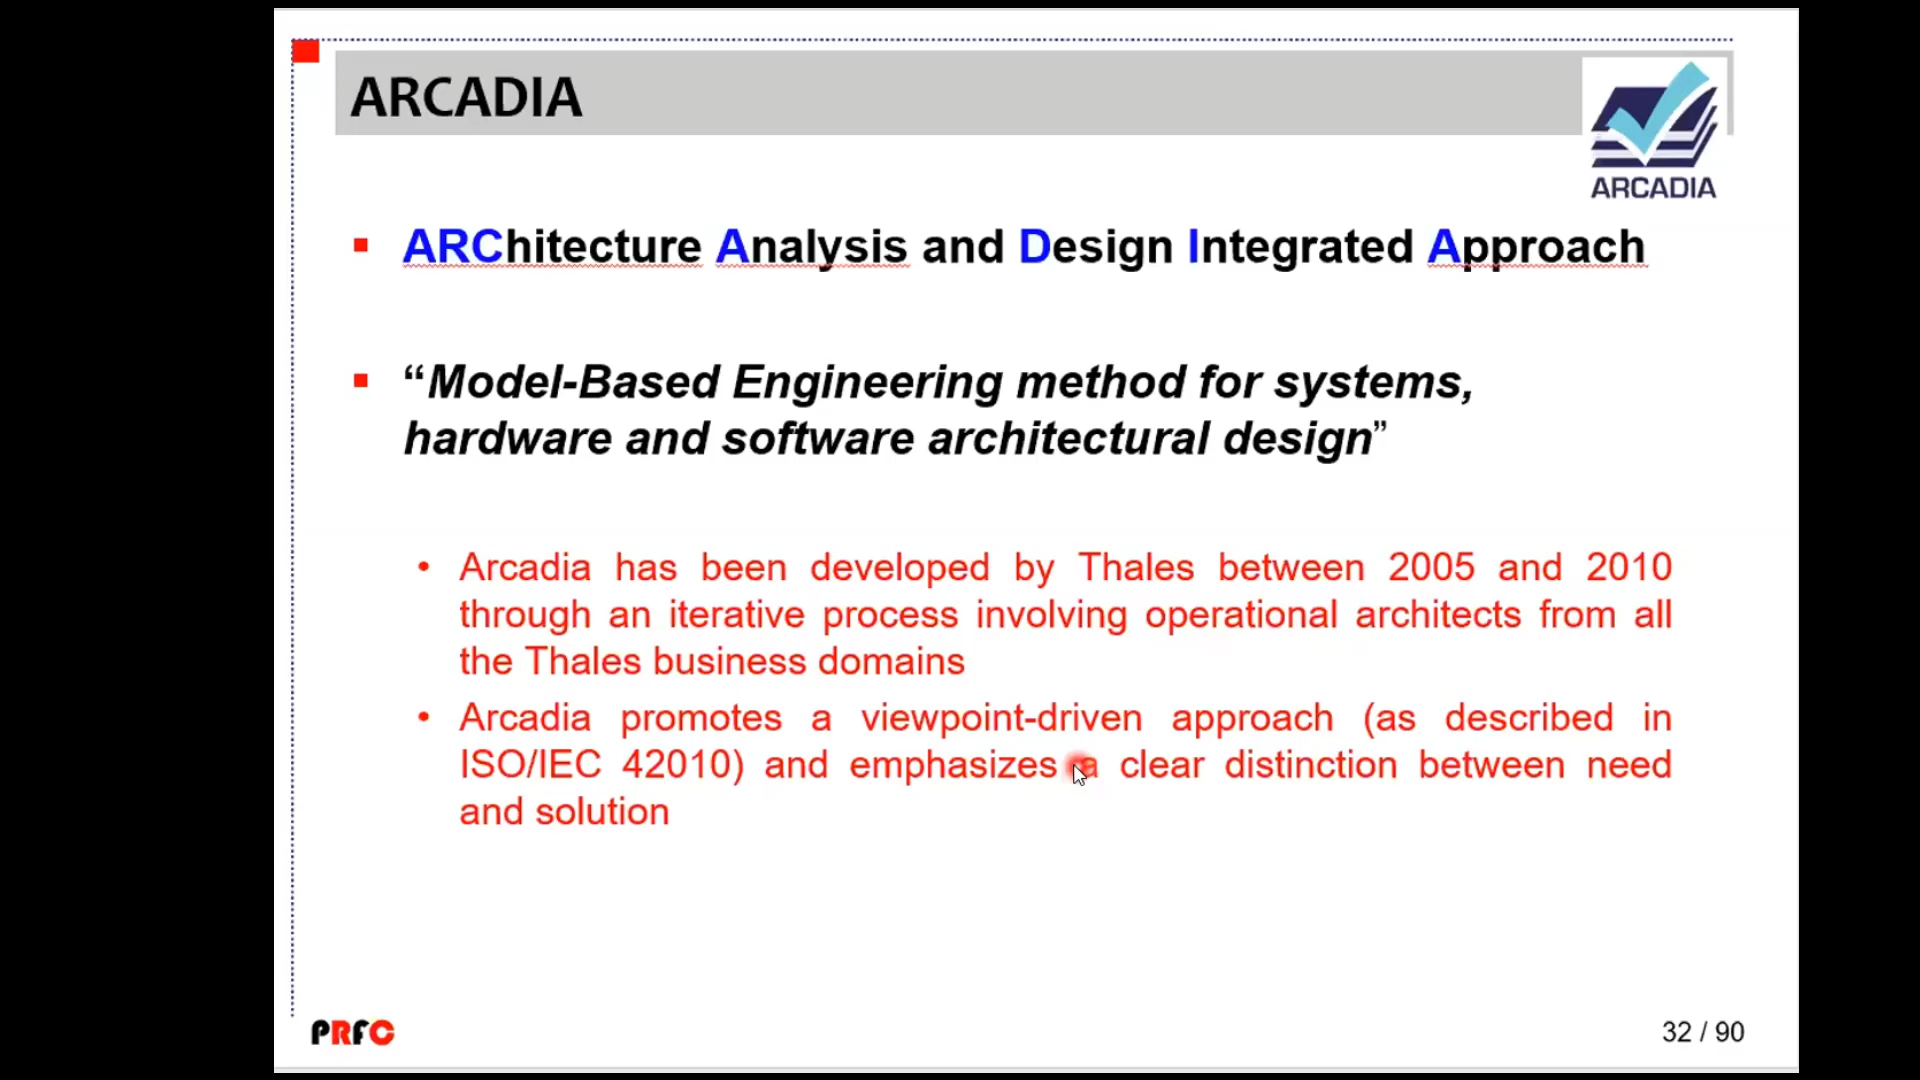 ARCADIA
ARCADIA
ARChitecture Analysis and Design Integrated Approach
“Model-Based Engineering method for systems,
hardware and software architectural design”
Arcadia has been developed by Thales between 2005 and 2010
through an iterative process involving operational architects from all
the Thales business domains
Arcadia promotes a viewpoint-driven approach (as described in
ISO/IEC 42010) and emphasizes a clear distinction between need
and solution
PRFC
32 / 90